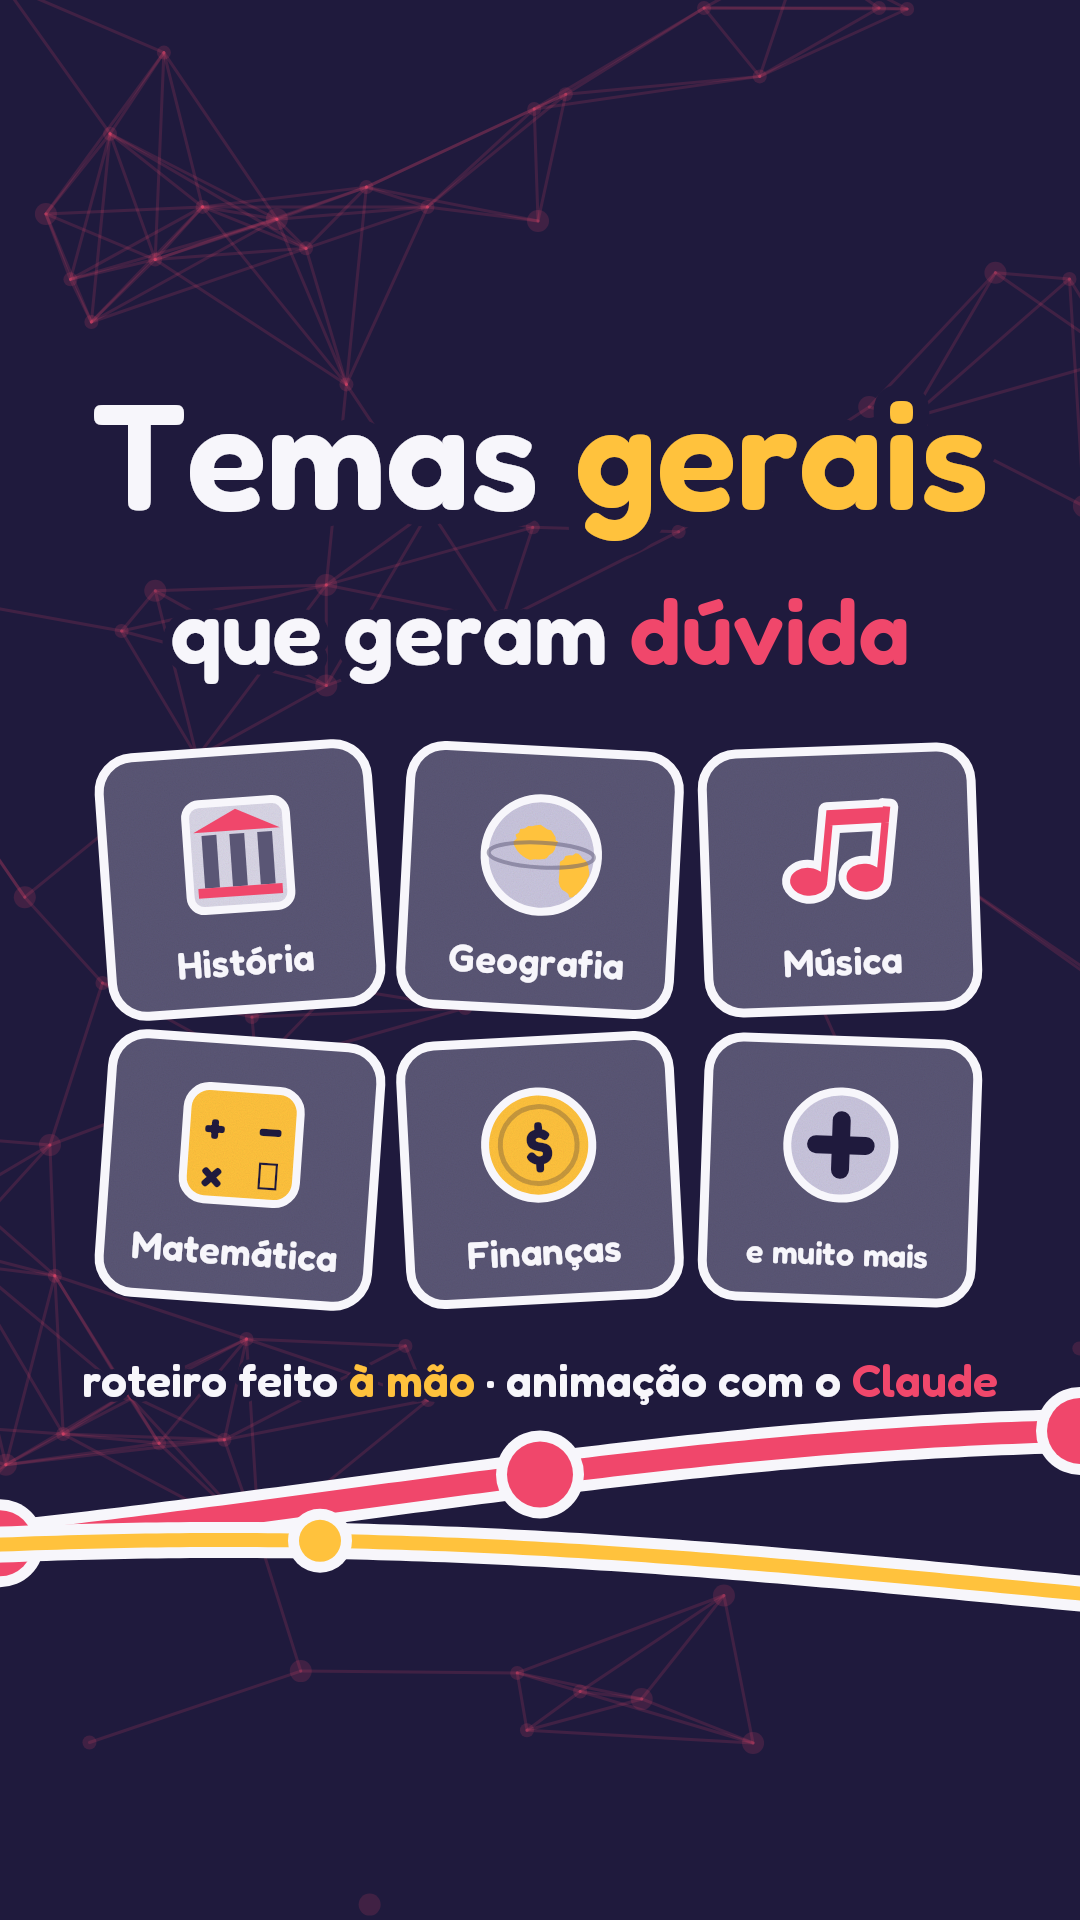 Temas gerais
que geram dúvida
História
Geografia
Música
+ −
× 
Matemática
$
Finanças
+
e muito mais
roteiro feito à mão · animação com o Claude